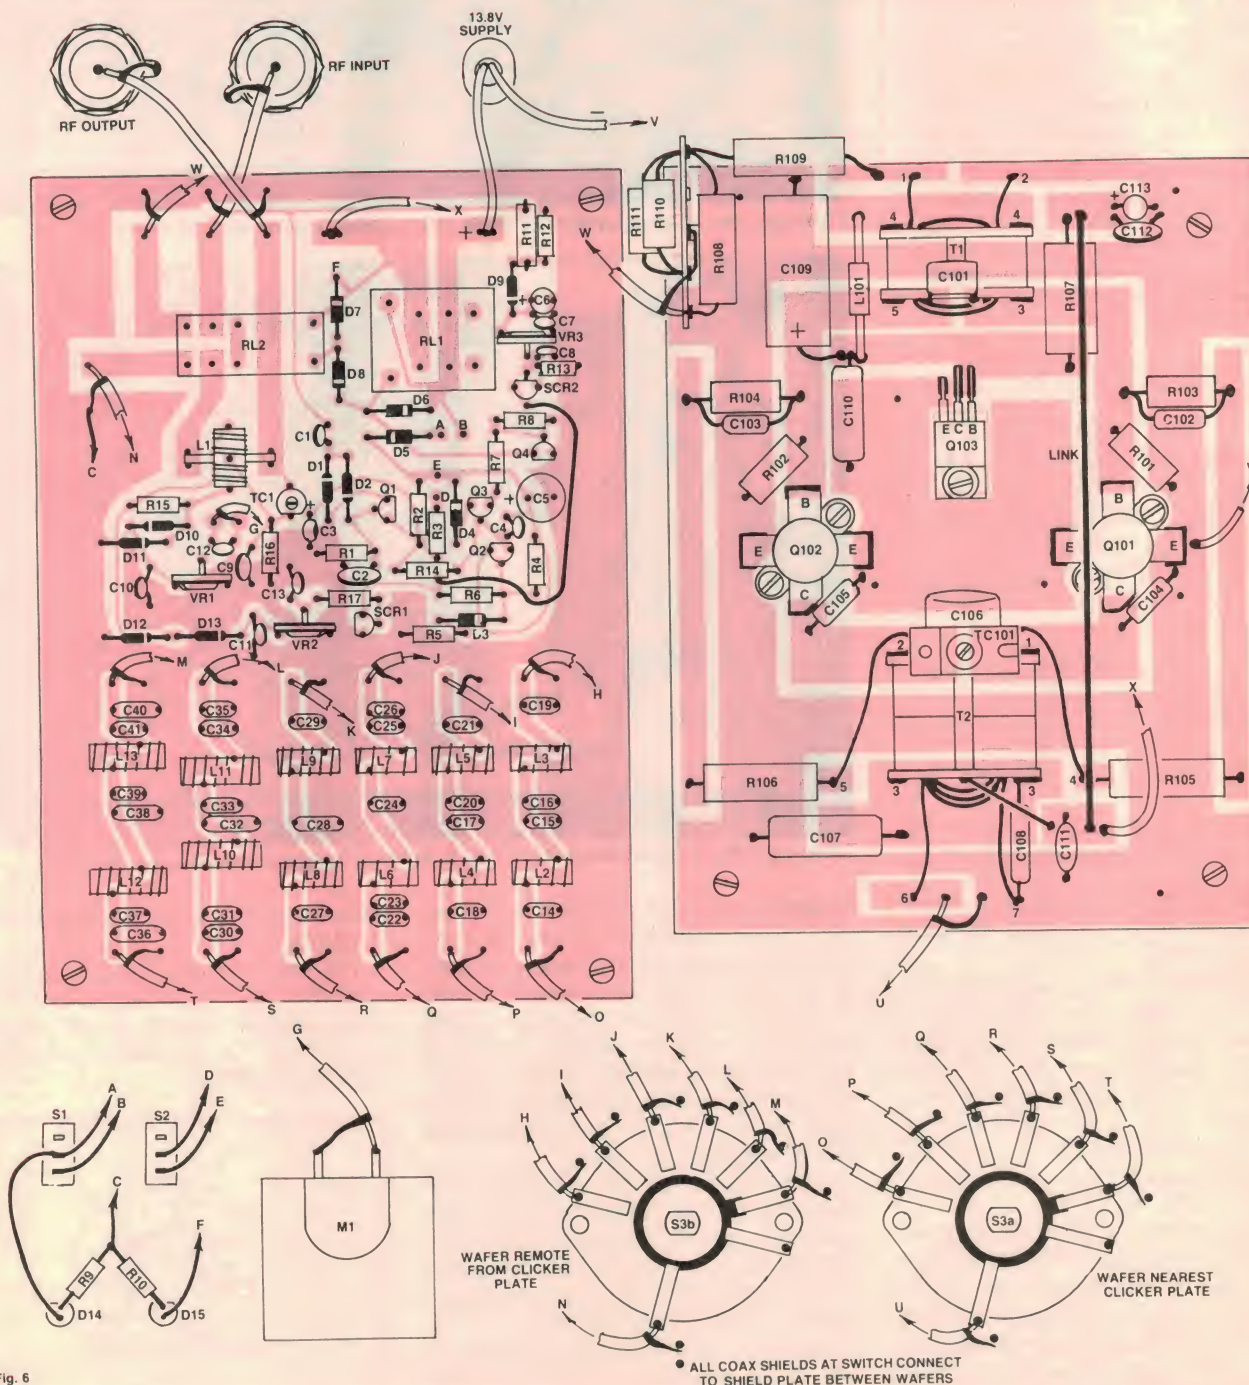 13.8V
SUPPLY
RF INPUT
RF OUTPUT
W
V
X
+
R11
R12
F
D9
D7
+
C6
C7
VR3
RL2
RL1
C8
R13
D8
SCR2
D6
R8
C1
D5
A
B
Q4
R7
L1
C
N
E
D1
D2
TC1
+
Q1
R2
D
Q3
+
C5
R15
G
C3
R3
D4
C4
D10
C12
R16
Q2
D11
C9
R1
R14
R4
C10
VR1
C13
C2
R6
R17
SCR1
D12
D13
C11
VR2
R5
D3
M
L
K
J
I
H
C40
C35
C29
C26
C21
C19
C41
C34
C25
L13
L11
L9
L7
L5
L3
C39
C33
C24
C20
C16
C38
C32
C28
C17
C15
L10
L12
L8
L6
L4
L2
C37
C31
C27
C23
C18
C14
C36
C30
C22
T
S
R
Q
P
O
R109
R111
R110
W
R108
C109
1
2
C113
+
4
4
C112
T1
L101
C101
R107
5
3
+
R104
C103
C110
E C B
Q103
R103
C102
R102
LINK
R101
B
E
Q102
E
C
B
E
Q101
E
C
C105
C104
C106
2
TC101
1
X
T2
R106
5
3
3
4
R105
C107
C108
C111
6
7
U
S1
A
B
S2
D
E
C
F
R9
R10
D14
D15
G
M1
H
I
J
K
L
M
S3b
WAFER REMOTE
FROM CLICKER
PLATE
N
O
P
Q
R
S
T
S3a
WAFER NEAREST
CLICKER PLATE
U
ALL COAX SHIELDS AT SWITCH CONNECT
TO SHIELD PLATE BETWEEN WAFERS
Fig. 6